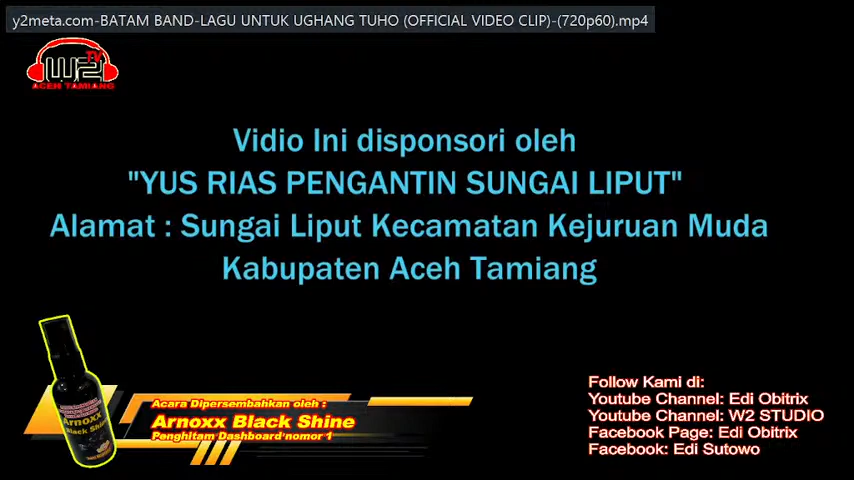 y2meta.com-BATAM BAND-LAGU UNTUK UGHANG TUHO (OFFICIAL VIDEO CLIP)-(720p60).mp4
W2 TV
ACEH TAMIANG
Vidio Ini disponsori oleh
"YUS RIAS PENGANTIN SUNGAI LIPUT"
Alamat : Sungai Liput Kecamatan Kejuruan Muda
Kabupaten Aceh Tamiang
Acara Dipersembahkan oleh :
Arnoxx Black Shine
Penghitam Dashboard nomor 1
Arnoxx
Black Shine
Follow Kami di:
Youtube Channel: Edi Obitrix
Youtube Channel: W2 STUDIO
Facebook Page: Edi Obitrix
Facebook: Edi Sutowo